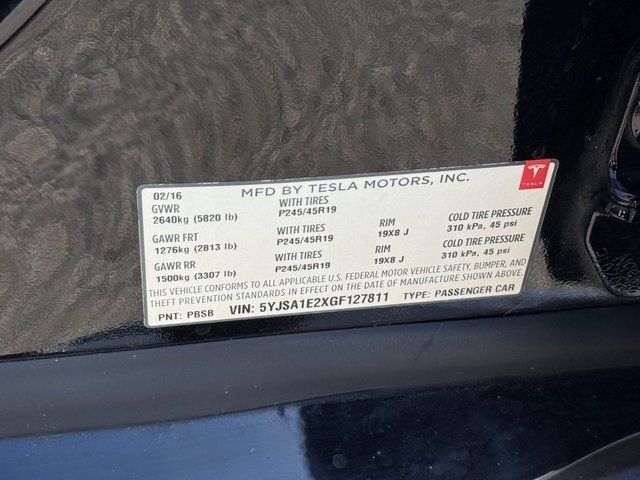 MFD BY TESLA MOTORS, INC.
TESLA
02/16
GVWR WITH TIRES
2640kg (5820 lb) P245/45R19
GAWR FRT WITH TIRES RIM COLD TIRE PRESSURE
1276kg (2813 lb) P245/45R19 19X8 J 310 kPa, 45 psi
GAWR RR WITH TIRES RIM COLD TIRE PRESSURE
1500kg (3307 lb) P245/45R19 19X8 J 310 kPa, 45 psi
THIS VEHICLE CONFORMS TO ALL APPLICABLE U.S. FEDERAL MOTOR VEHICLE SAFETY, BUMPER, AND
THEFT PREVENTION STANDARDS IN EFFECT ON THE DATE OF MANUFACTURE SHOWN ABOVE.
PNT: PBSB VIN: 5YJSA1E2XGF127811 TYPE: PASSENGER CAR